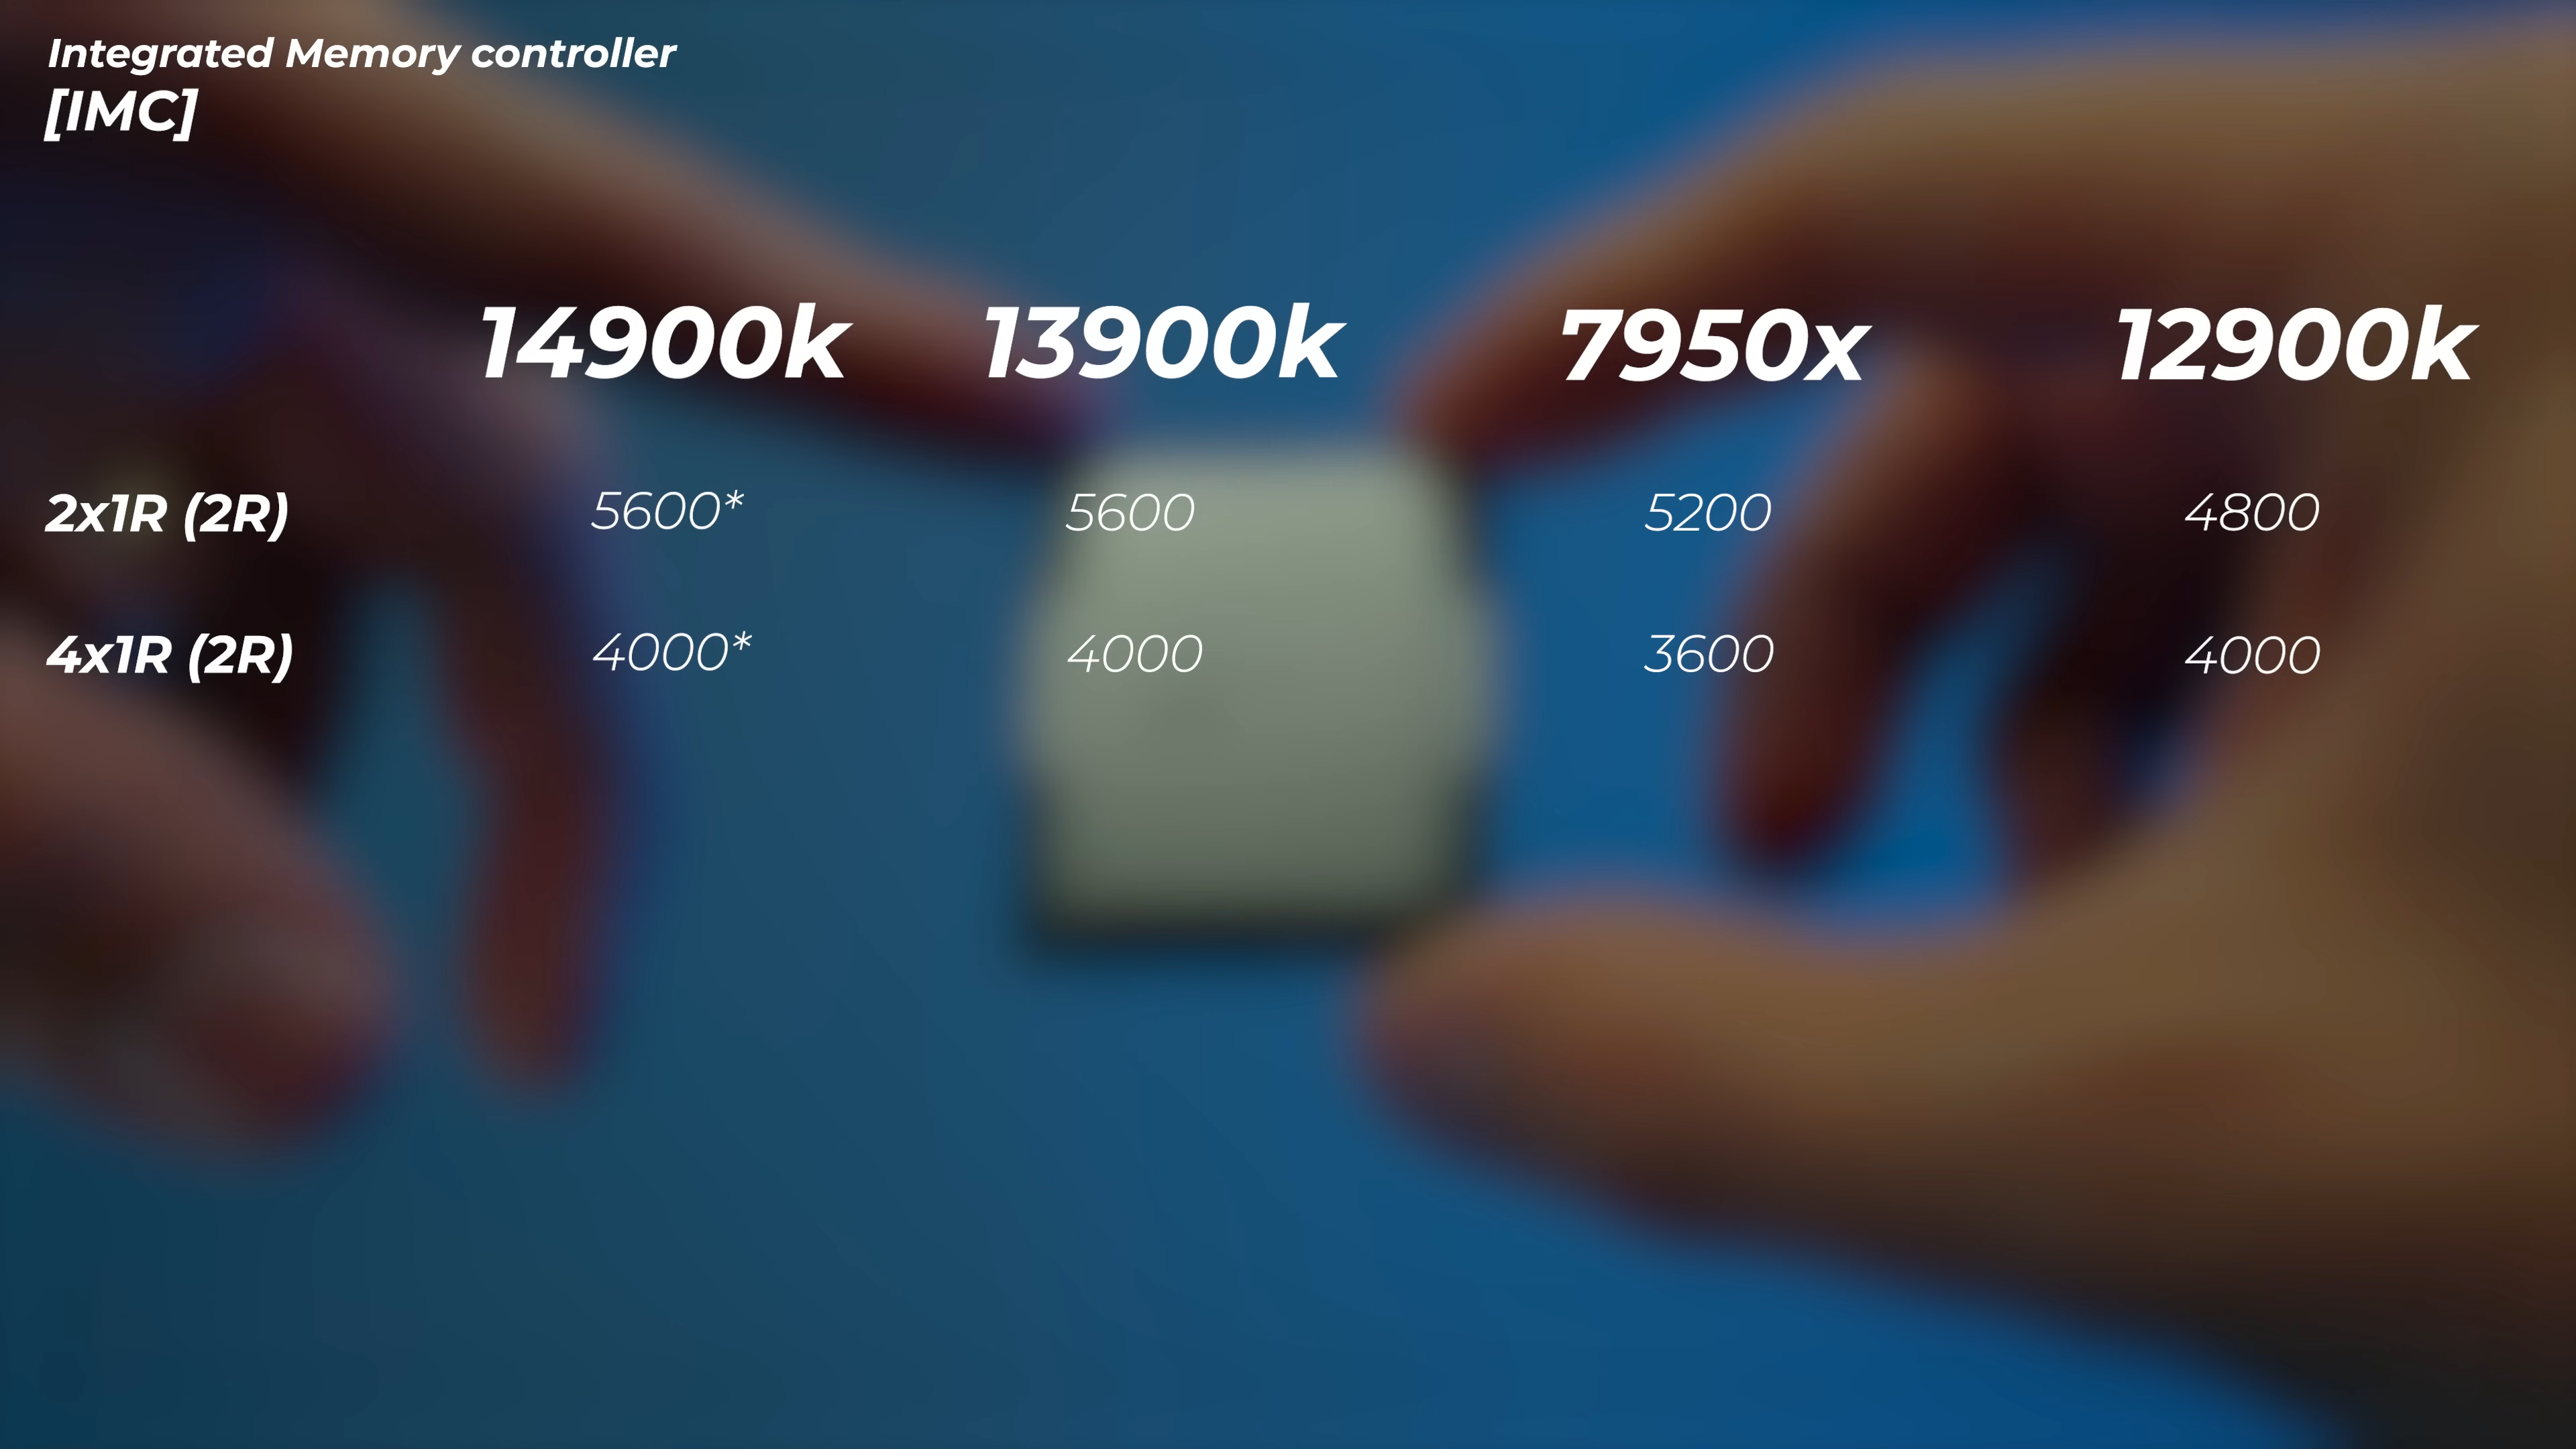 Integrated Memory controller
[IMC]
14900k 13900k 7950x 12900k
2x1R (2R) 5600* 5600 5200 4800
4x1R (2R) 4000* 4000 3600 4000